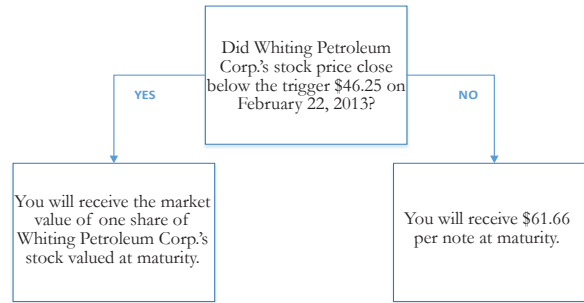 Did Whiting Petroleum
Corp.'s stock price close
below the trigger $46.25 on
February 22, 2013?
YES
NO
You will receive the market
value of one share of
Whiting Petroleum Corp.'s
stock valued at maturity.
You will receive $61.66
per note at maturity.